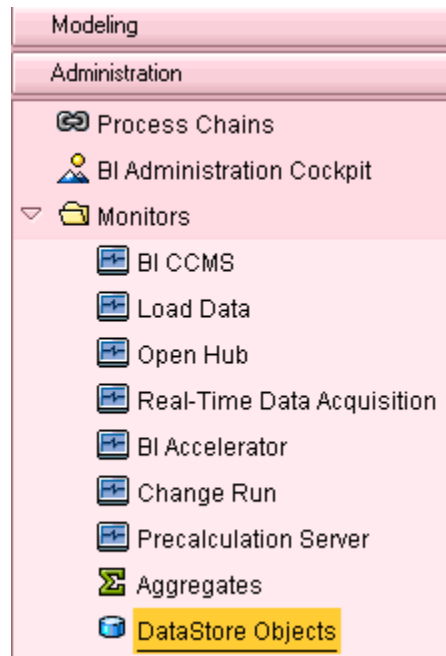 Modeling
Administration
Process Chains
BI Administration Cockpit
Monitors
BI CCMS
Load Data
Open Hub
Real-Time Data Acquisition
BI Accelerator
Change Run
Precalculation Server
Aggregates
DataStore Objects